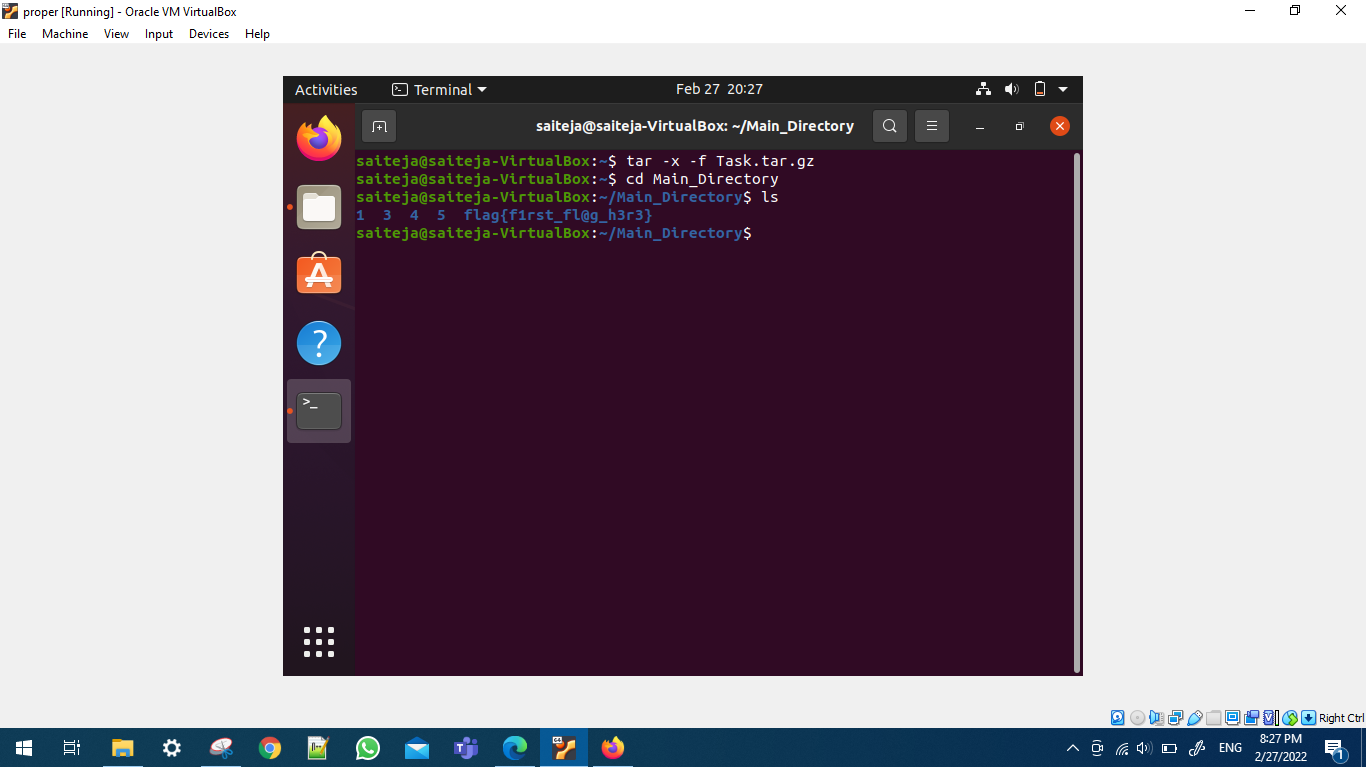 proper [Running] - Oracle VM VirtualBox
File Machine View Input Devices Help
Activities Terminal Feb 27 20:27
saiteja@saiteja-VirtualBox: ~/Main_Directory
saiteja@saiteja-VirtualBox:~$ tar -x -f Task.tar.gz
saiteja@saiteja-VirtualBox:~$ cd Main_Directory
saiteja@saiteja-VirtualBox:~/Main_Directory$ ls
1 3 4 5 flag{f1rst_fl@g_h3r3}
saiteja@saiteja-VirtualBox:~/Main_Directory$
Right Ctrl
ENG
8:27 PM
2/27/2022
1